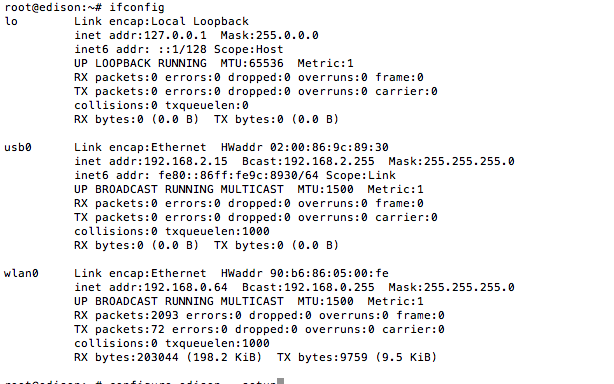 root@edison:~# ifconfig
lo        Link encap:Local Loopback
          inet addr:127.0.0.1  Mask:255.0.0.0
          inet6 addr: ::1/128 Scope:Host
          UP LOOPBACK RUNNING  MTU:65536  Metric:1
          RX packets:0 errors:0 dropped:0 overruns:0 frame:0
          TX packets:0 errors:0 dropped:0 overruns:0 carrier:0
          collisions:0 txqueuelen:0
          RX bytes:0 (0.0 B)  TX bytes:0 (0.0 B)
usb0      Link encap:Ethernet  HWaddr 02:00:86:9c:89:30
          inet addr:192.168.2.15  Bcast:192.168.2.255  Mask:255.255.255.0
          inet6 addr: fe80::86ff:fe9c:8930/64 Scope:Link
          UP BROADCAST RUNNING MULTICAST  MTU:1500  Metric:1
          RX packets:0 errors:0 dropped:0 overruns:0 frame:0
          TX packets:0 errors:0 dropped:0 overruns:0 carrier:0
          collisions:0 txqueuelen:1000
          RX bytes:0 (0.0 B)  TX bytes:0 (0.0 B)
wlan0     Link encap:Ethernet  HWaddr 90:b6:86:05:00:fe
          inet addr:192.168.0.64  Bcast:192.168.0.255  Mask:255.255.255.0
          UP BROADCAST RUNNING MULTICAST  MTU:1500  Metric:1
          RX packets:2093 errors:0 dropped:0 overruns:0 frame:0
          TX packets:72 errors:0 dropped:0 overruns:0 carrier:0
          collisions:0 txqueuelen:1000
          RX bytes:203044 (198.2 KiB)  TX bytes:9759 (9.5 KiB)